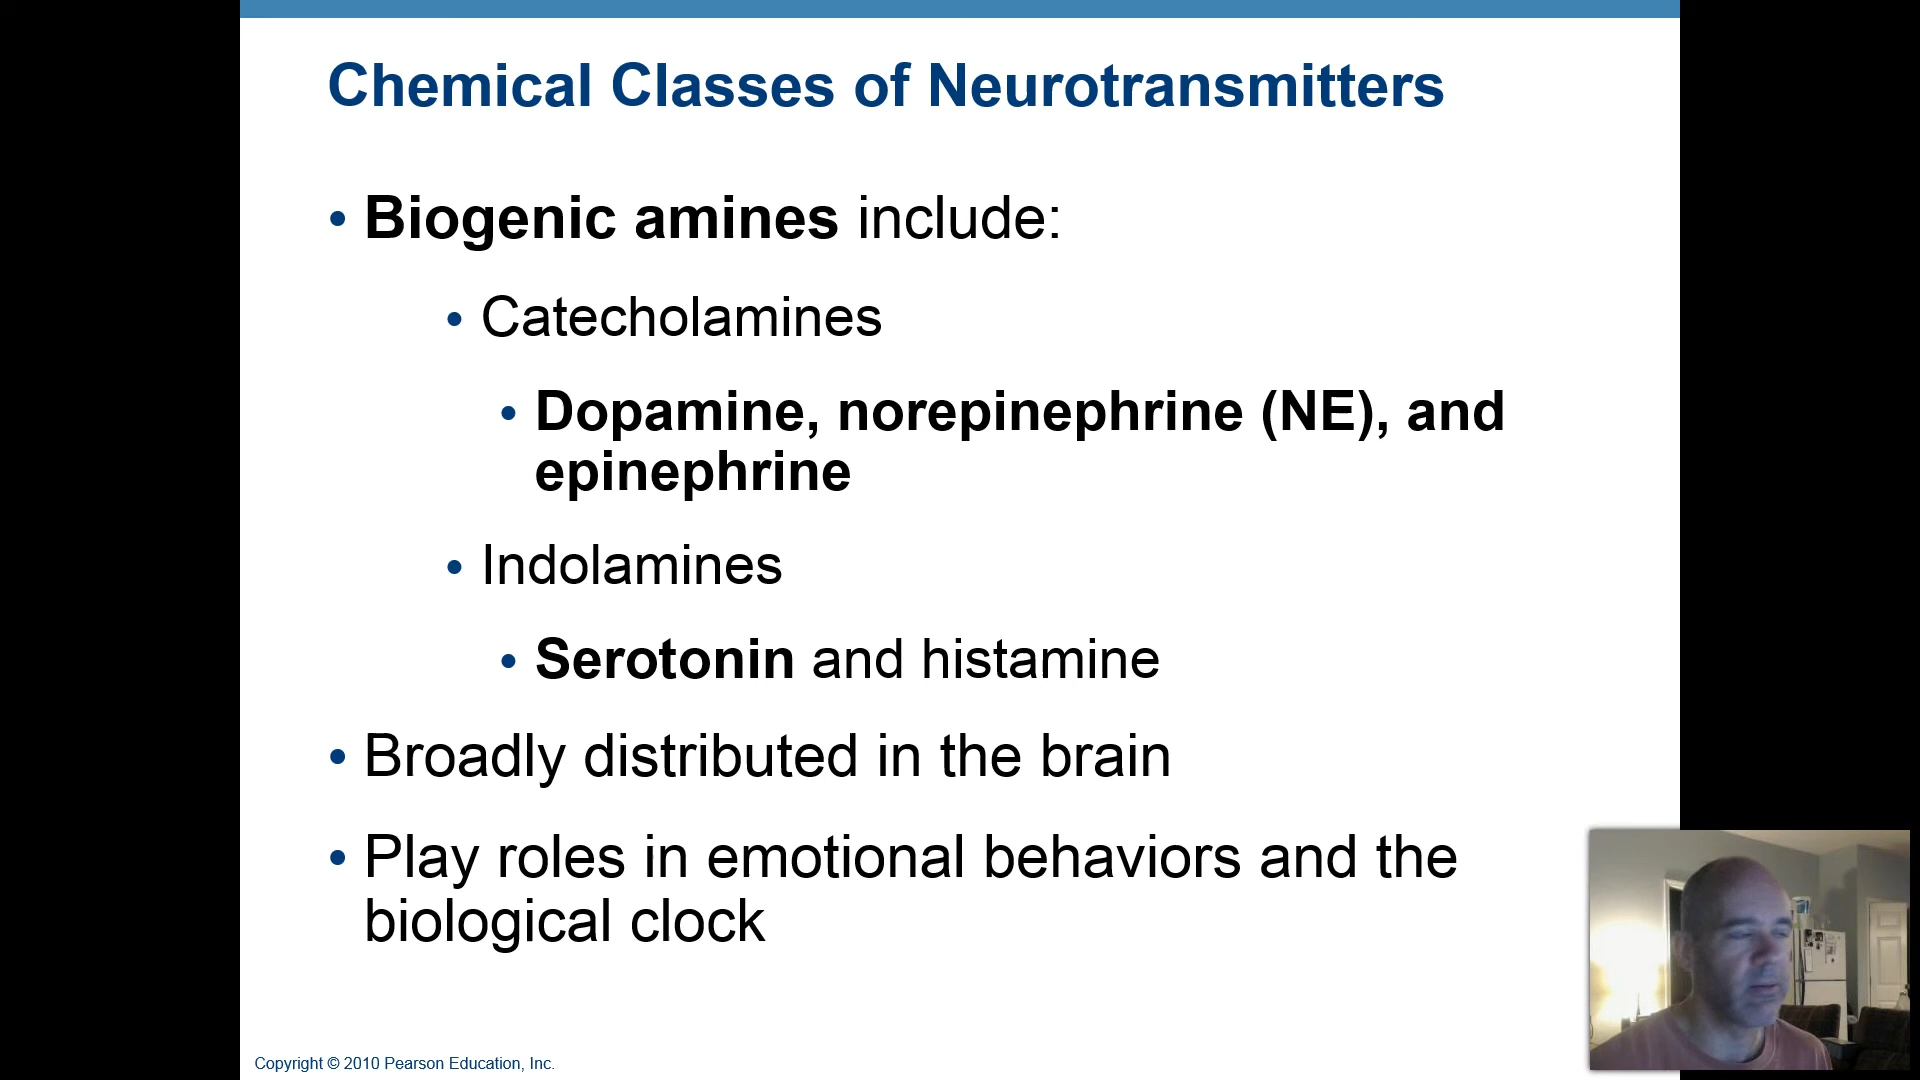 Chemical Classes of Neurotransmitters
• Biogenic amines include:
• Catecholamines
• Dopamine, norepinephrine (NE), and
epinephrine
• Indolamines
• Serotonin and histamine
• Broadly distributed in the brain
• Play roles in emotional behaviors and the
biological clock
Copyright © 2010 Pearson Education, Inc.